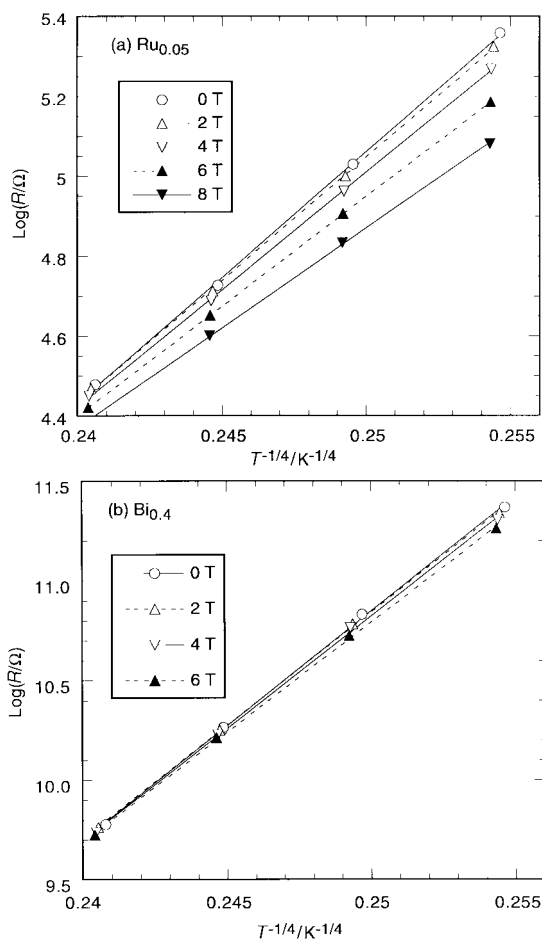 5.4
(a) Ru0.05
0 T
2 T
4 T
6 T
8 T
5.2
5
4.8
4.6
4.4
Log(R/Ω)
0.24
0.245
0.25
0.255
T-1/4/K-1/4
11.5
(b) Bi0.4
0 T
2 T
4 T
6 T
11.0
10.5
10.0
9.5
Log(R/Ω)
0.24
0.245
0.25
0.255
T-1/4/K-1/4